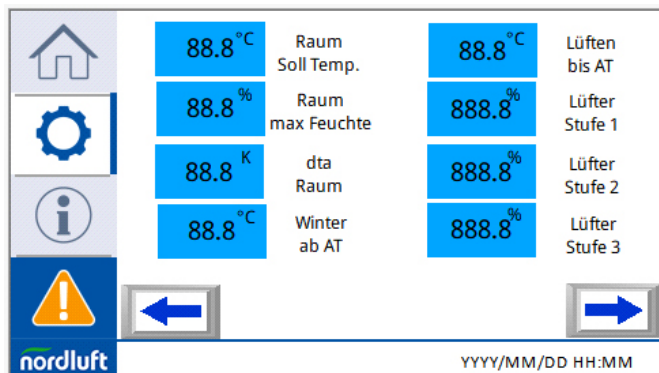 88.8 °C Raum
Soll Temp.
88.8 °C Lüften
bis AT
88.8 % Raum
max Feuchte
888.8 % Lüfter
Stufe 1
88.8 K dta
Raum
888.8 % Lüfter
Stufe 2
88.8 °C Winter
ab AT
888.8 % Lüfter
Stufe 3
nordluft
YYYY/MM/DD HH:MM